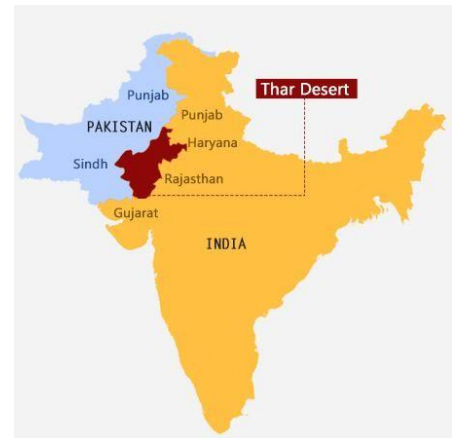 Thar Desert
Punjab
Punjab
PAKISTAN
Haryana
Sindh
Rajasthan
Gujarat
INDIA